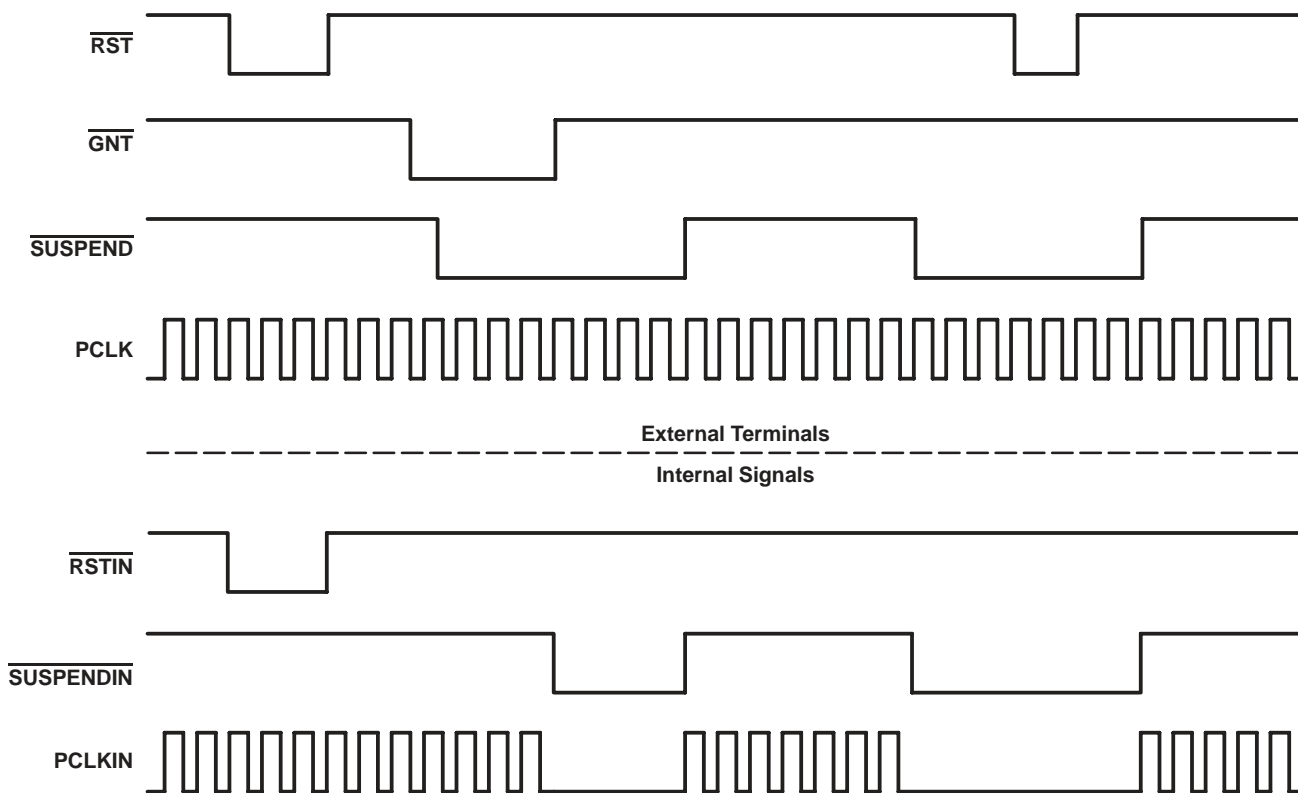 RST
GNT
SUSPEND
PCLK
External Terminals
Internal Signals
RSTIN
SUSPENDIN
PCLKIN